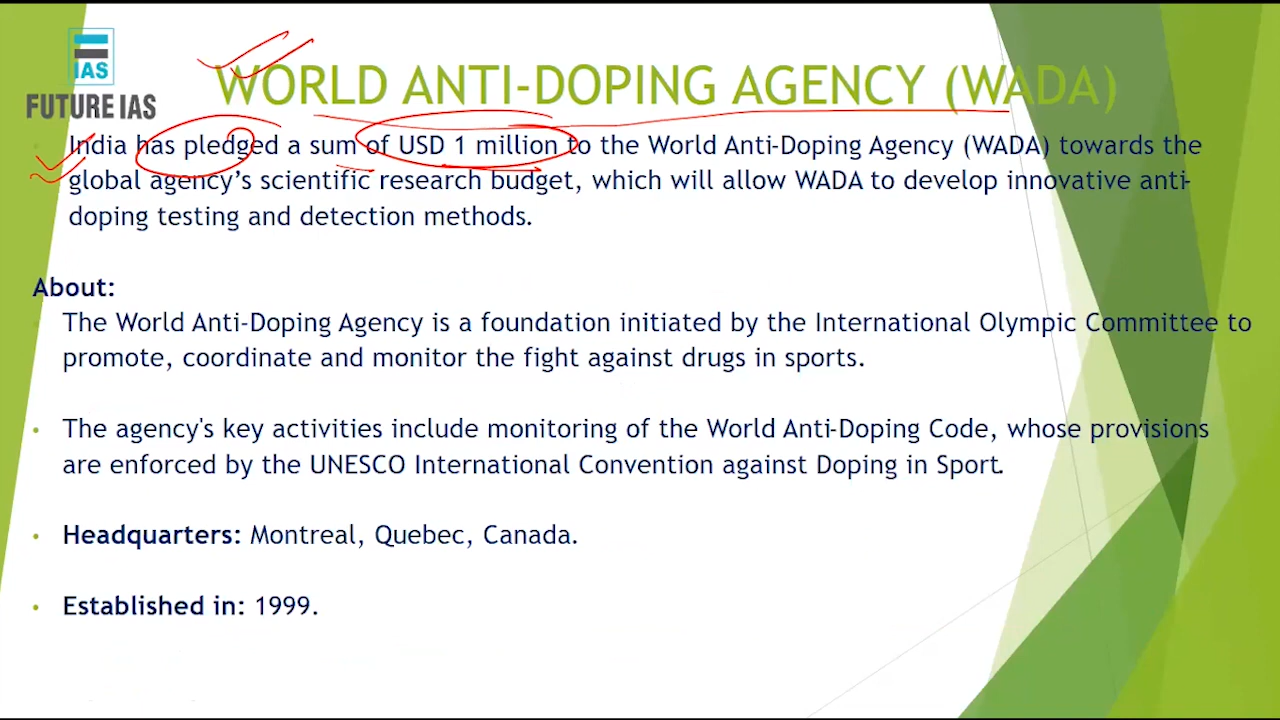 IAS
FUTURE IAS
WORLD ANTI-DOPING AGENCY (WADA)
India has pledged a sum of USD 1 million to the World Anti-Doping Agency (WADA) towards the
global agency’s scientific research budget, which will allow WADA to develop innovative anti-
doping testing and detection methods.
About:
The World Anti-Doping Agency is a foundation initiated by the International Olympic Committee to
promote, coordinate and monitor the fight against drugs in sports.
• The agency's key activities include monitoring of the World Anti-Doping Code, whose provisions
are enforced by the UNESCO International Convention against Doping in Sport.
• Headquarters: Montreal, Quebec, Canada.
• Established in: 1999.